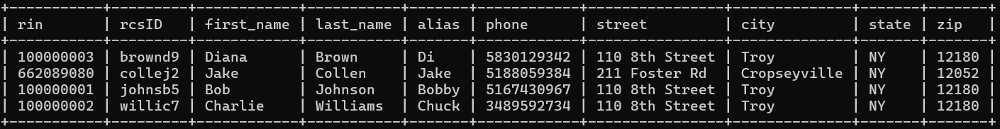 +-----------+---------+------------+-----------+-------+------------+----------------+--------------+-------+-------+
| rin       | rcsID   | first_name | last_name | alias | phone      | street         | city         | state | zip   |
+-----------+---------+------------+-----------+-------+------------+----------------+--------------+-------+-------+
| 100000003 | brownd9 | Diana      | Brown     | Di    | 5830129342 | 110 8th Street | Troy         | NY    | 12180 |
| 662089080 | collej2 | Jake       | Collen    | Jake  | 5188059384 | 211 Foster Rd  | Cropseyville | NY    | 12052 |
| 100000001 | johnsb5 | Bob        | Johnson   | Bobby | 5167430967 | 110 8th Street | Troy         | NY    | 12180 |
| 100000002 | willic7 | Charlie    | Williams  | Chuck | 3489592734 | 110 8th Street | Troy         | NY    | 12180 |
+-----------+---------+------------+-----------+-------+------------+----------------+--------------+-------+-------+